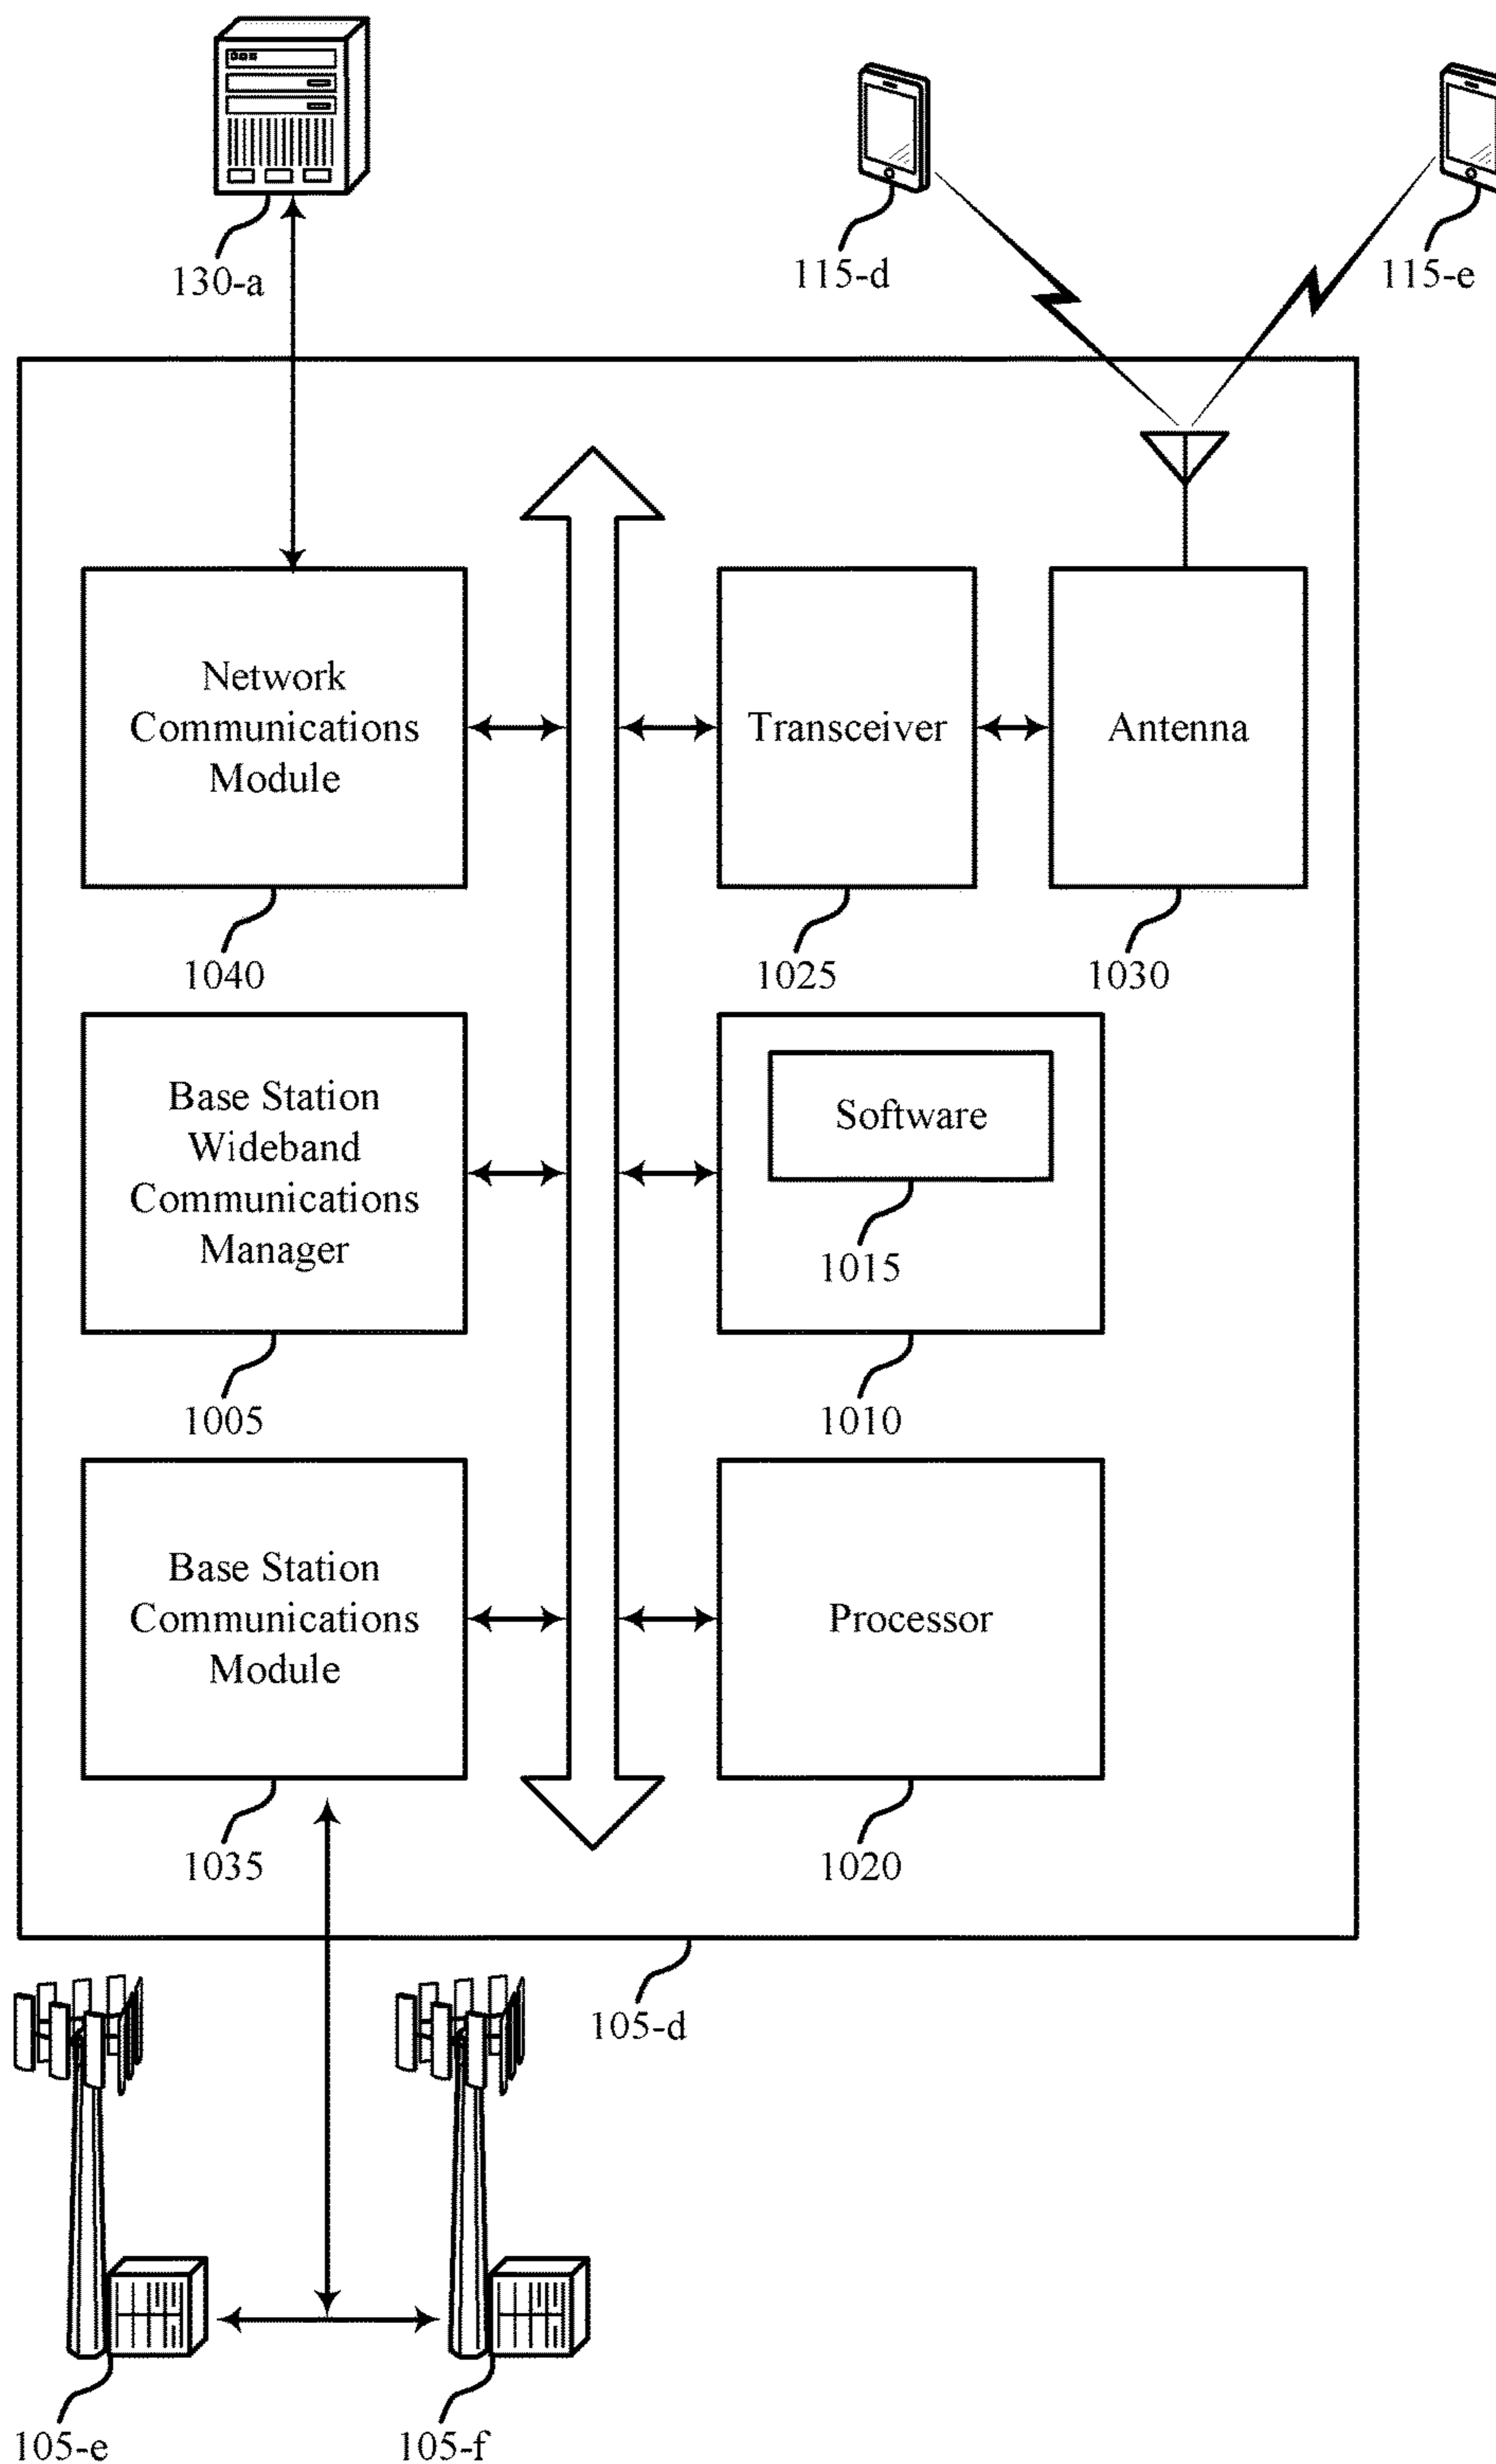 130-a
115-d
115-e
Network
Communications
Module
Transceiver
Antenna
1040
1025
1030
Base Station
Wideband
Communications
Manager
Software
1015
1005
1010
Base Station
Communications
Module
Processor
1035
1020
105-d
105-e
105-f